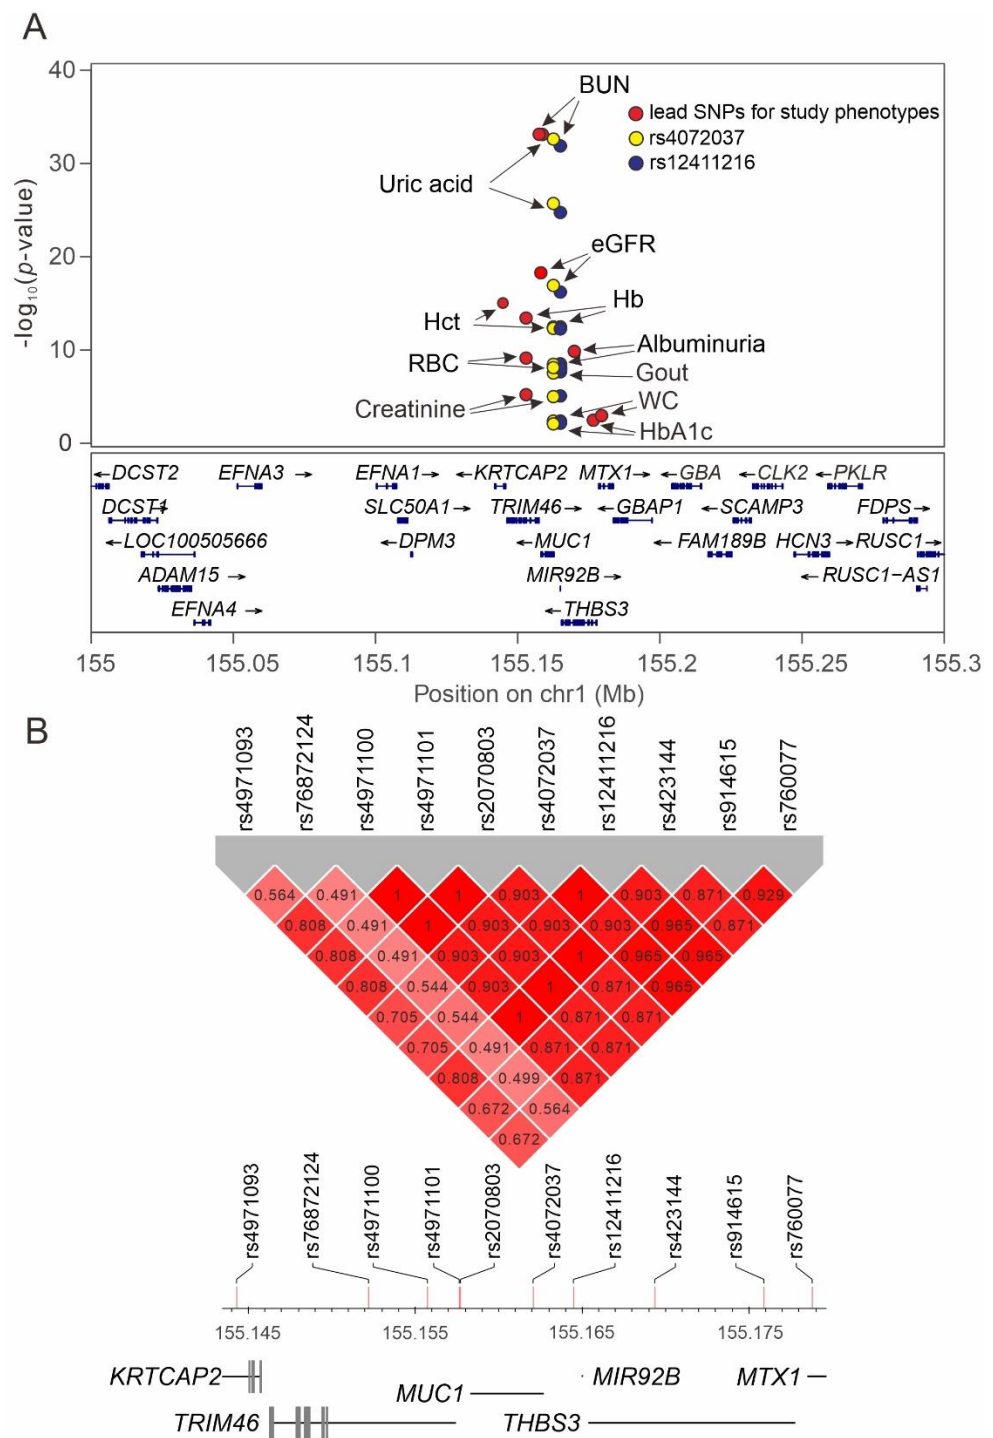 A
40
30
20
10
0
-log10(p-value)
BUN
lead SNPs for study phenotypes
rs4072037
rs12411216
Uric acid
eGFR
Hb
Hct
Albuminuria
RBC
Gout
Creatinine
WC
HbA1c
←DCST2 EFNA3 → EFNA1 → ←KRTCAP2 MTX1→ ←GBA ←CLK2 ←PKLR
DCST1→ SLC50A1 → TRIM46 → ←GBAP1 ←SCAMP3 FDPS →
←LOC100505666 ←DPM3 ←MUC1 ←FAM189B HCN3 → RUSC1→
ADAM15 → MIR92B → ←RUSC1−AS1
EFNA4 → ←THBS3
155 155.05 155.1 155.15 155.2 155.25 155.3
Position on chr1 (Mb)
B
rs4971093 rs76872124 rs4971100 rs4971101 rs2070803 rs4072037 rs12411216 rs423144 rs914615 rs760077
0.564 0.491 1 1 0.903 1 0.903 0.871 0.929
0.808 0.491 1 0.903 0.903 0.903 0.965 0.871
0.808 0.491 0.903 0.903 1 0.965 0.965
0.808 0.544 0.903 1 0.871 0.965
0.705 0.544 1 0.871 0.871
0.705 0.491 0.871 0.871
0.808 0.499 0.871
0.672 0.564
0.672
rs4971093 rs76872124 rs4971100 rs4971101 rs2070803 rs4072037 rs12411216 rs423144 rs914615 rs760077
155.145 155.155 155.165 155.175
KRTCAP2 MIR92B MTX1
MUC1
TRIM46 THBS3